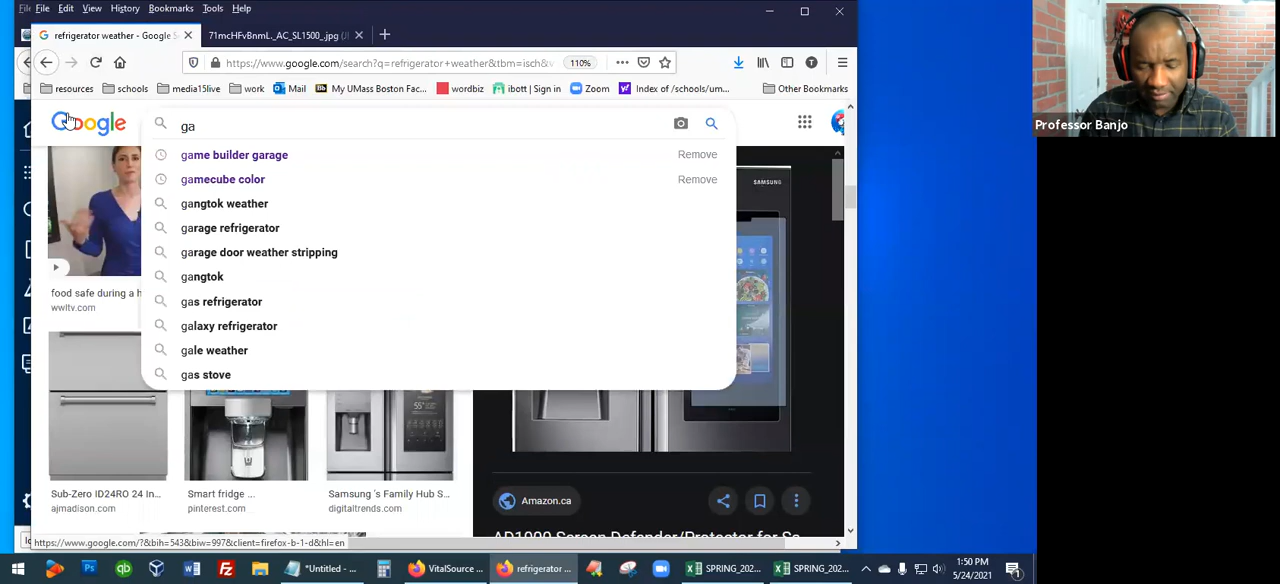 File File Edit View History Bookmarks Tools Help
refrigerator weather - Google S 71mcHFvBnmL._AC_SL1500_.jpg (J
https://www.google.com/search?q=refrigerator+weather&tbm=isch& 110%
resources schools media15live work Mail My UMass Boston Fac... wordbiz ibott | Sign in Zoom Index of /schools/um... Other Bookmarks
Google ga
game builder garage Remove
gamecube color Remove
gangtok weather
garage refrigerator
garage door weather stripping
gangtok
gas refrigerator
galaxy refrigerator
gale weather
gas stove
SAMSUNG
food safe during a h
wwltv.com
Sub-Zero ID24RO 24 In...
ajmadison.com
Smart fridge ...
pinterest.com
Samsung 's Family Hub S...
digitaltrends.com
Amazon.ca
https://www.google.com/?&bih=543&biw=997&client=firefox-b-1-d&hl=en
*Untitled - ... VitalSource ... refrigerator ... SPRING_202... SPRING_202... 1:50 PM
5/24/2021
Professor Banjo